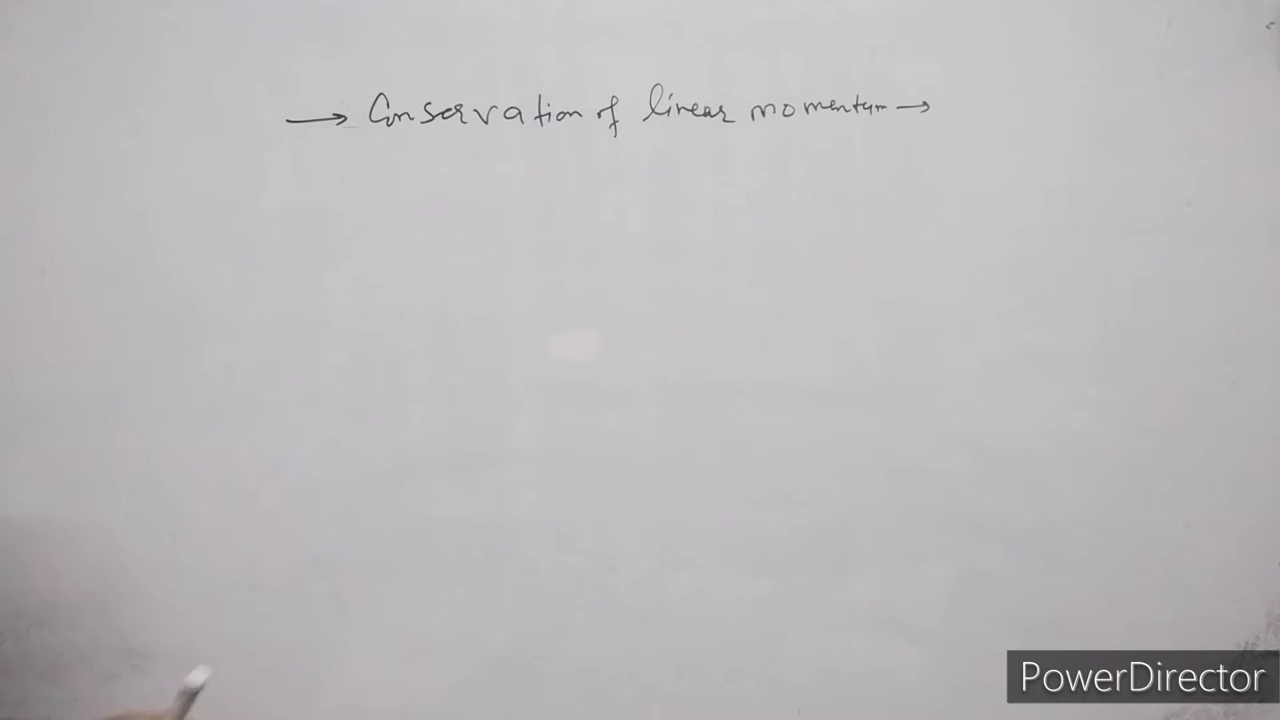 → Conservation of linear momentum →
PowerDirector